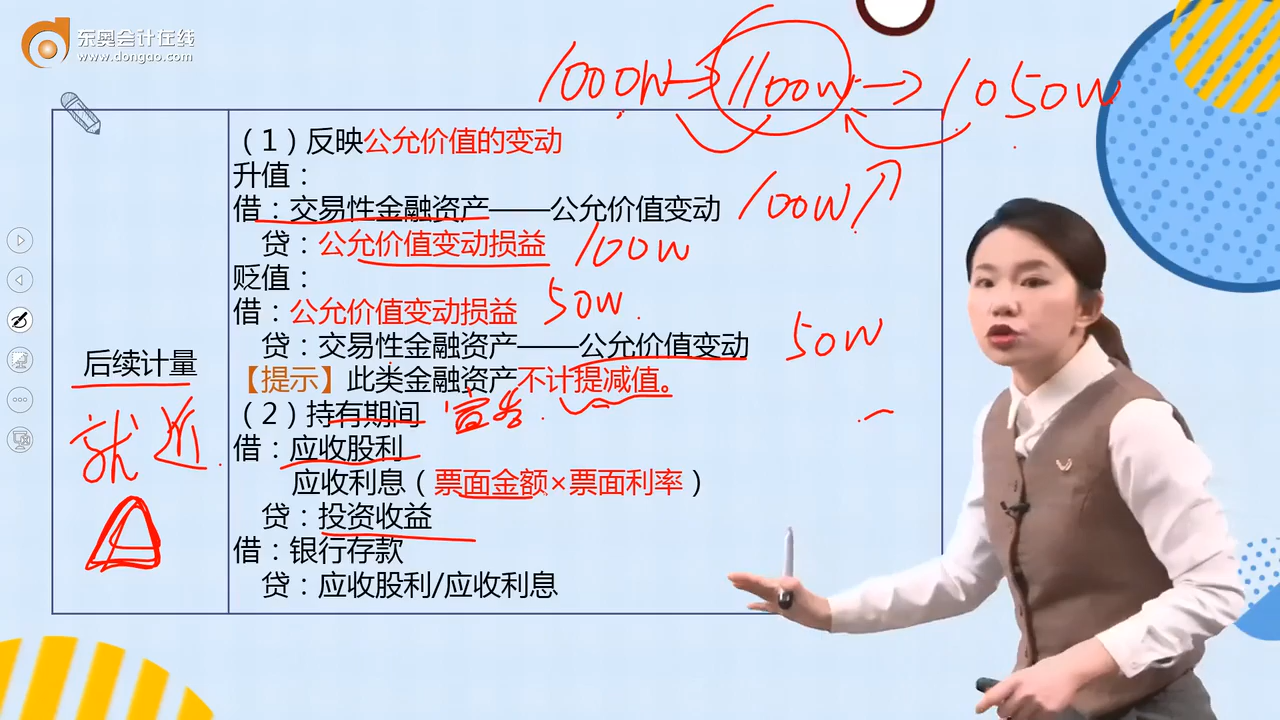 东奥会计在线
www.dongao.com
1000W→1100W→1050W
(1)反映公允价值的变动
升值：
借：交易性金融资产——公允价值变动 100W↗
贷：公允价值变动损益 100W
贬值：
借：公允价值变动损益 50W
贷：交易性金融资产——公允价值变动 50W
后续计量
【提示】此类金融资产不计提减值。
(2)持有期间 宣告
就近
借：应收股利
应收利息（票面金额×票面利率）
贷：投资收益
借：银行存款
贷：应收股利/应收利息